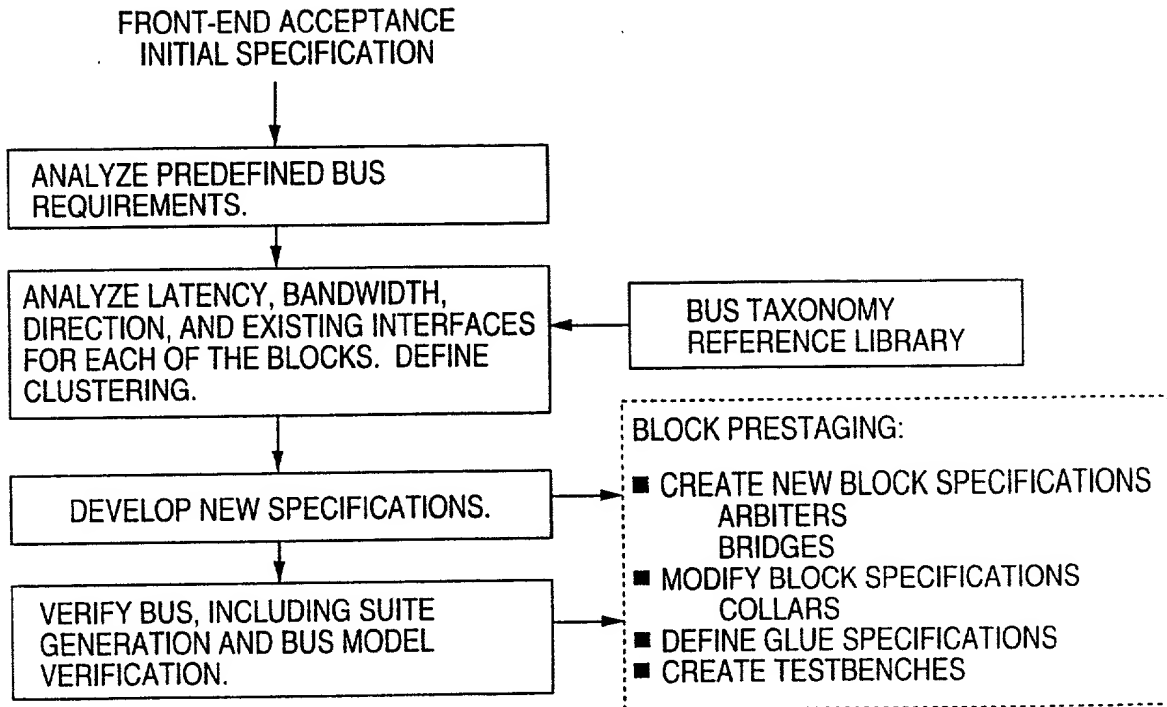 FRONT-END ACCEPTANCE
INITIAL SPECIFICATION
ANALYZE PREDEFINED BUS
REQUIREMENTS.
ANALYZE LATENCY, BANDWIDTH,
DIRECTION, AND EXISTING INTERFACES
FOR EACH OF THE BLOCKS. DEFINE
CLUSTERING.
BUS TAXONOMY
REFERENCE LIBRARY
DEVELOP NEW SPECIFICATIONS.
VERIFY BUS, INCLUDING SUITE
GENERATION AND BUS MODEL
VERIFICATION.
BLOCK PRESTAGING:
■ CREATE NEW BLOCK SPECIFICATIONS
ARBITERS
BRIDGES
■ MODIFY BLOCK SPECIFICATIONS
COLLARS
■ DEFINE GLUE SPECIFICATIONS
■ CREATE TESTBENCHES